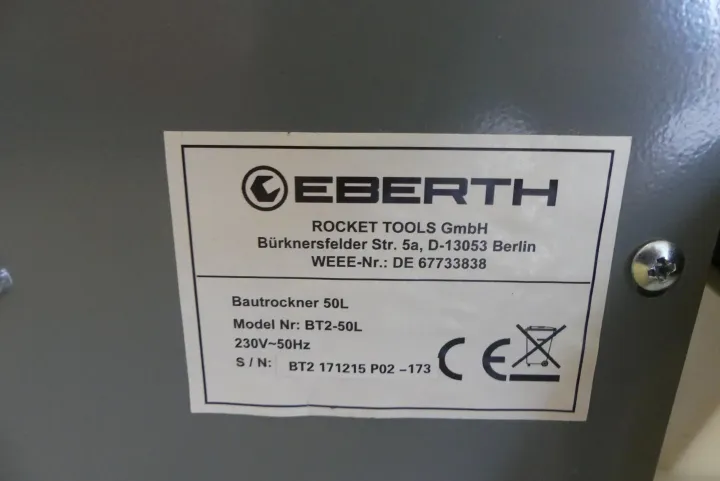 EBERTH
ROCKET TOOLS GmbH
Bürknersfelder Str. 5a, D-13053 Berlin
WEEE-Nr.: DE 67733838
Bautrockner 50L
Model Nr: BT2-50L
230V~50Hz
S / N: BT2 171215 P02 -173
CE